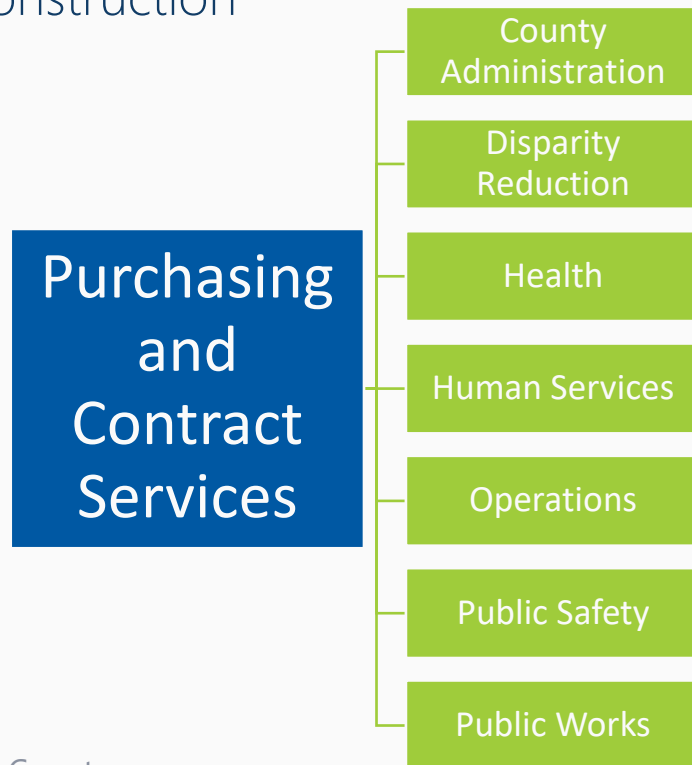 Purchasing
and
Contract
Services
County
Administration
Disparity
Reduction
Health
Human Services
Operations
Public Safety
Public Works